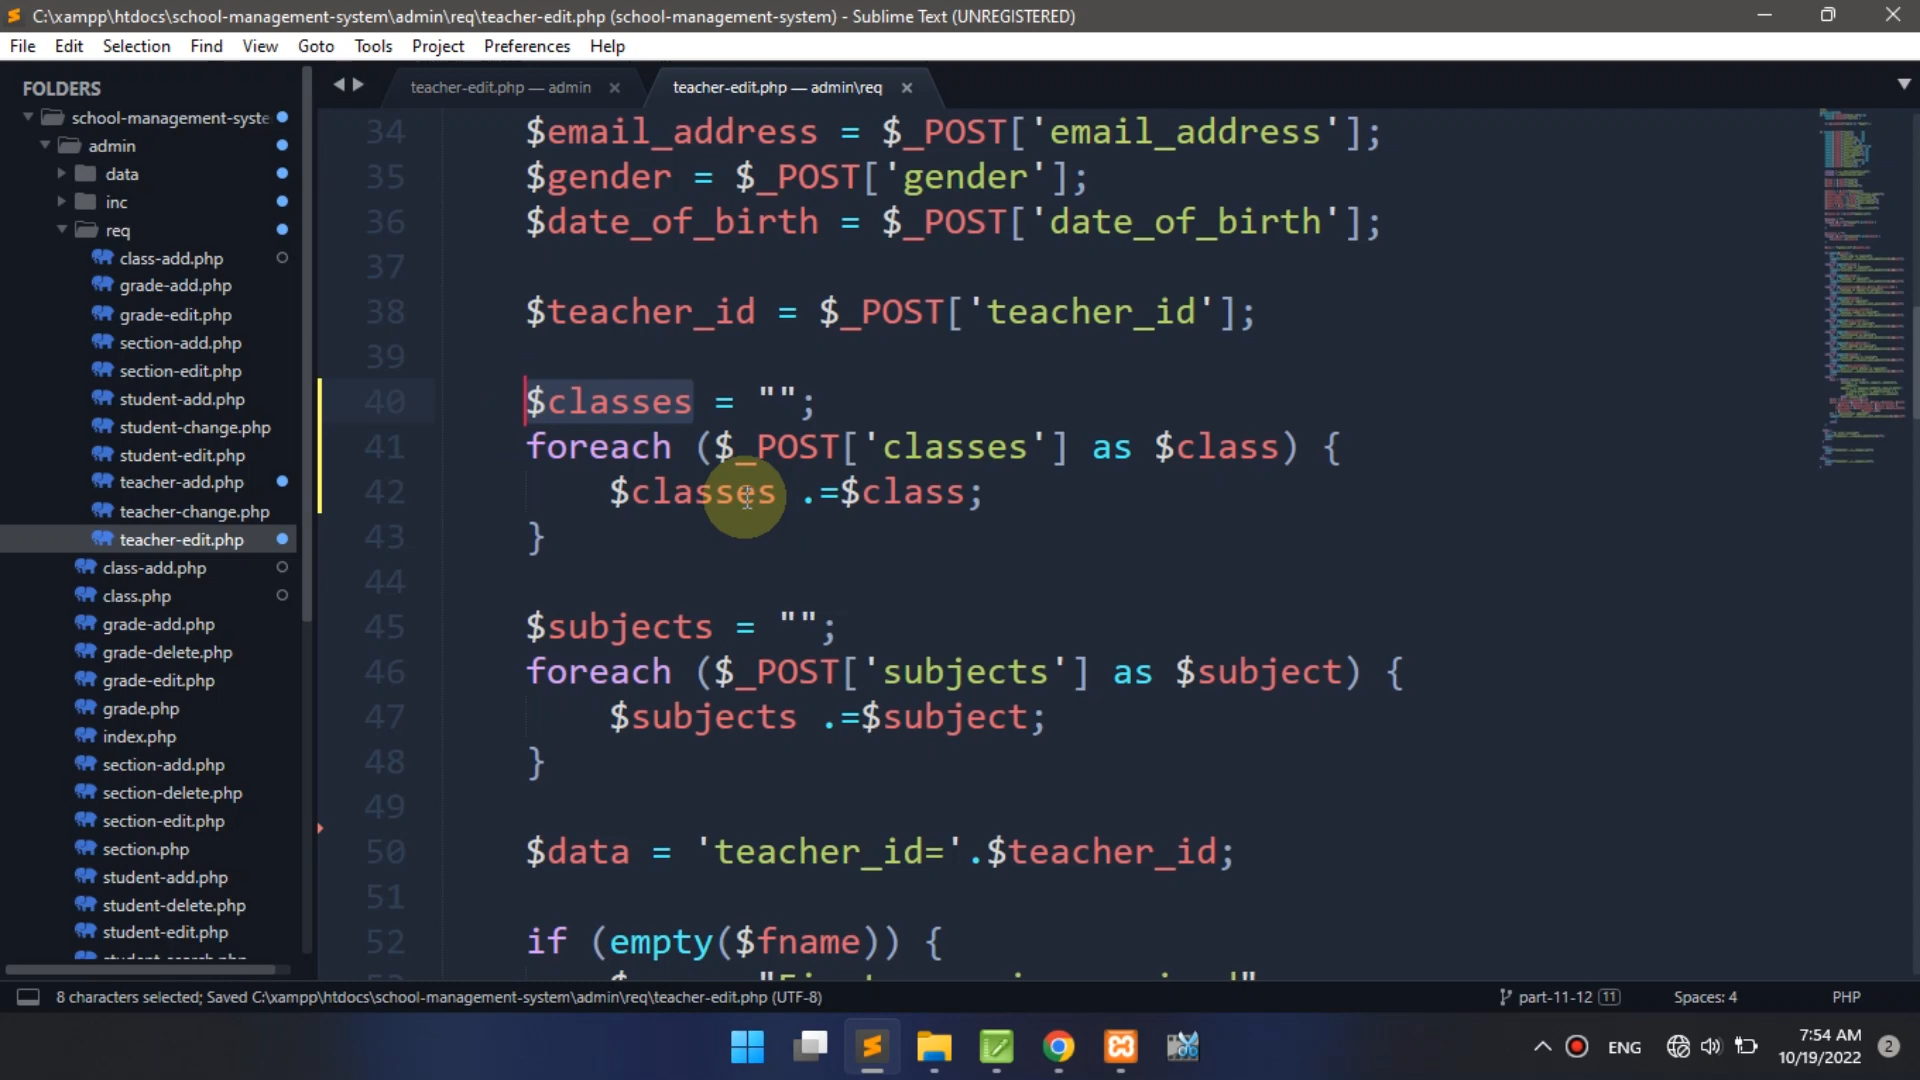 C:\xampp\htdocs\school-management-system\admin\req\teacher-edit.php (school-management-system) - Sublime Text (UNREGISTERED)
File Edit Selection Find View Goto Tools Project Preferences Help
FOLDERS
school-management-syste
admin
data
inc
req
class-add.php
grade-add.php
grade-edit.php
section-add.php
section-edit.php
student-add.php
student-change.php
student-edit.php
teacher-add.php
teacher-change.php
teacher-edit.php
class-add.php
class.php
grade-add.php
grade-delete.php
grade-edit.php
grade.php
index.php
section-add.php
section-delete.php
section-edit.php
section.php
student-add.php
student-delete.php
student-edit.php
teacher-edit.php — admin
teacher-edit.php — admin\req
34 $email_address = $_POST['email_address'];
35 $gender = $_POST['gender'];
36 $date_of_birth = $_POST['date_of_birth'];
37
38 $teacher_id = $_POST['teacher_id'];
39
40 $classes = "";
41 foreach ($_POST['classes'] as $class) {
42 $classes .=$class;
43 }
44
45 $subjects = "";
46 foreach ($_POST['subjects'] as $subject) {
47 $subjects .=$subject;
48 }
49
50 $data = 'teacher_id='.$teacher_id;
51
52 if (empty($fname)) {
8 characters selected; Saved C:\xampp\htdocs\school-management-system\admin\req\teacher-edit.php (UTF-8)
part-11-12 11
Spaces: 4
PHP
ENG
7:54 AM
10/19/2022
2